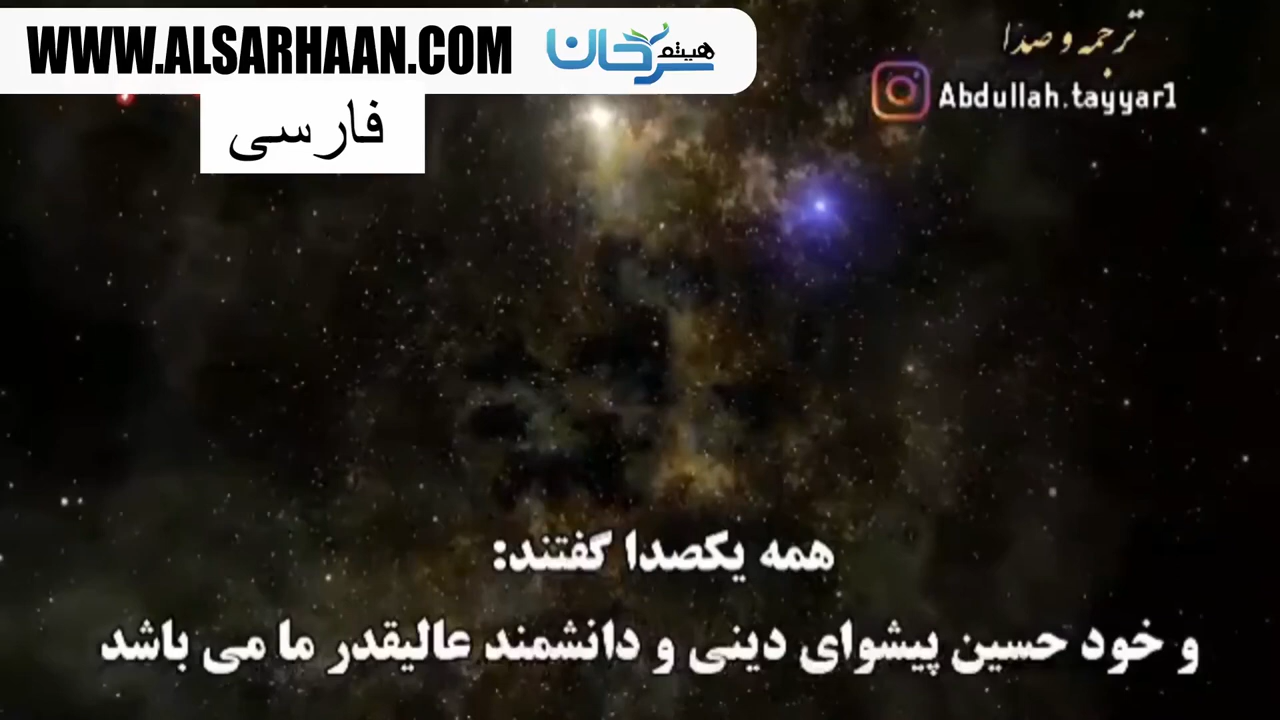 WWW.ALSARHAAN.COM
هيثم سرحان
فارسی
ترجمه و صدا
Abdullah.tayyar1
همه یکصدا گفتند:
و خود حسین پیشوای دینی و دانشمند عالیقدر ما می باشد